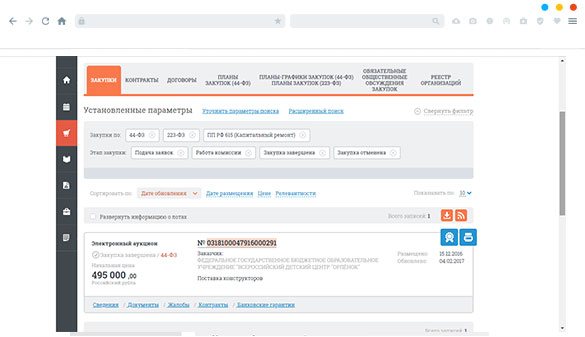 ЗАКУПКИ КОНТРАКТЫ ДОГОВОРЫ ПЛАНЫ ЗАКУПОК (44-ФЗ) ПЛАНЫ-ГРАФИКИ ЗАКУПОК (44-ФЗ) ПЛАНЫ ЗАКУПОК (223-ФЗ) ОБЯЗАТЕЛЬНЫЕ ОБЩЕСТВЕННЫЕ ОБСУЖДЕНИЯ ЗАКУПОК РЕЕСТР ОРГАНИЗАЦИЙ
Установленные параметры Уточнить параметры поиска Расширенный поиск Свернуть фильтр
Закупки по: 44-ФЗ 223-ФЗ ПП РФ 615 (Капитальный ремонт)
Этап закупки: Подача заявок Работа комиссии Закупка завершена Закупка отменена
Сортировать по: Дате обновления Дате размещения Цене Релевантности Показывать по: 10
Развернуть информацию о лотах Всего записей: 1
Электронный аукцион № 0318100047916000291
Закупка завершена / 44-ФЗ Заказчик: Размещено: 15.12.2016
ФЕДЕРАЛЬНОЕ ГОСУДАРСТВЕННОЕ БЮДЖЕТНОЕ ОБРАЗОВАТЕЛЬНОЕ Обновлено: 04.02.2017
Начальная цена УЧРЕЖДЕНИЕ "ВСЕРОССИЙСКИЙ ДЕТСКИЙ ЦЕНТР "ОРЛЁНОК"
495 000 ,00 Поставка конструкторов
Российский рубль
Сведения / Документы / Жалобы / Контракты / Банковские гарантии
Всего записей: 1